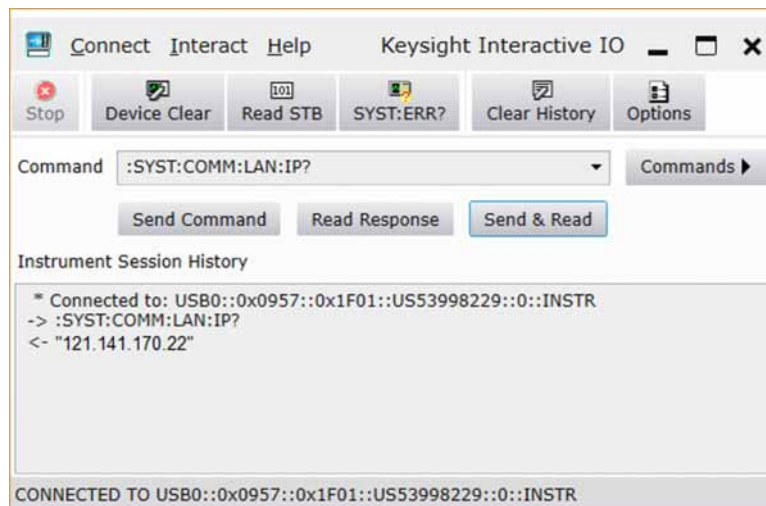 Connect Interact Help Keysight Interactive IO
Stop Device Clear 101 Read STB SYST:ERR? Clear History Options
Command :SYST:COMM:LAN:IP? Commands
Send Command Read Response Send & Read
Instrument Session History
* Connected to: USB0::0x0957::0x1F01::US53998229::0::INSTR
-> :SYST:COMM:LAN:IP?
<- "121.141.170.22"
CONNECTED TO USB0::0x0957::0x1F01::US53998229::0::INSTR